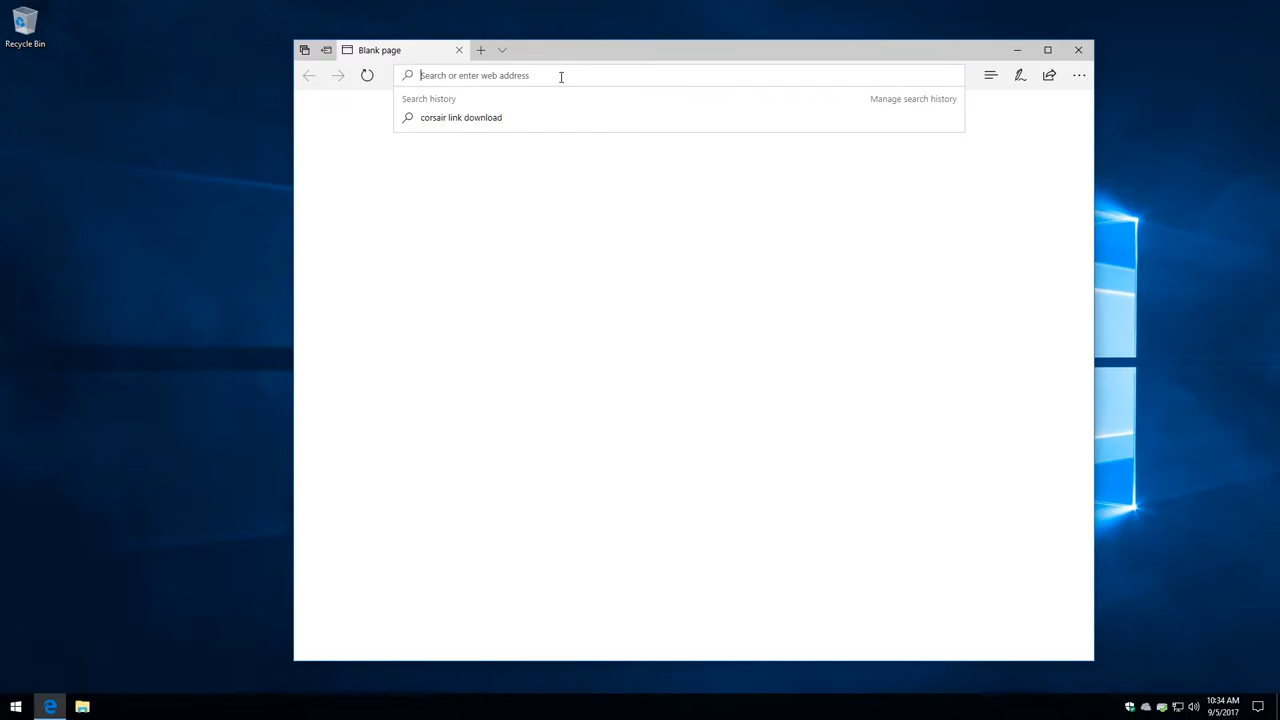 Recycle Bin
Blank page
Search or enter web address
Search history
Manage search history
corsair link download
10:34 AM
9/5/2017